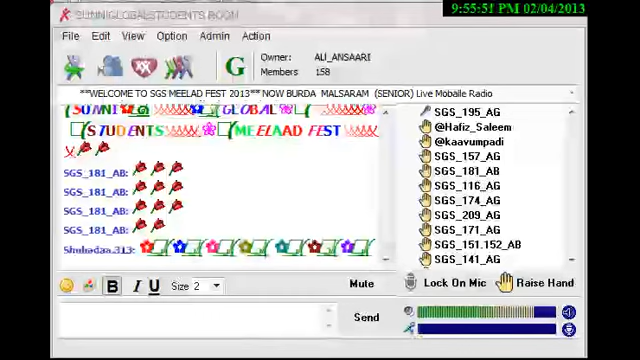 9:55:51 PM 02/04/2013
SUNNIGLOBALSTUDENTS ROOM
File Edit View Option Admin Action
Owner: ALI_ANSAARI
Members 158
G
**WELCOME TO SGS MEELAD FEST 2013** NOW BURDA MALSARAM (SENIOR) Live Mobaile Radio
GLOBAL
STUDENTS MEELAAD FEST
SGS_181_AB:
SGS_181_AB:
SGS_181_AB:
SGS_181_AB:
Shuhadaa.313:
SGS_195_AG
@Hafiz_Saleem
@kaavumpadi
SGS_157_AG
SGS_181_AB
SGS_116_AG
SGS_174_AG
SGS_209_AG
SGS_171_AG
SGS_151.152_AB
SGS_141_AG
B I U Size 2 Mute
Lock On Mic Raise Hand
Send